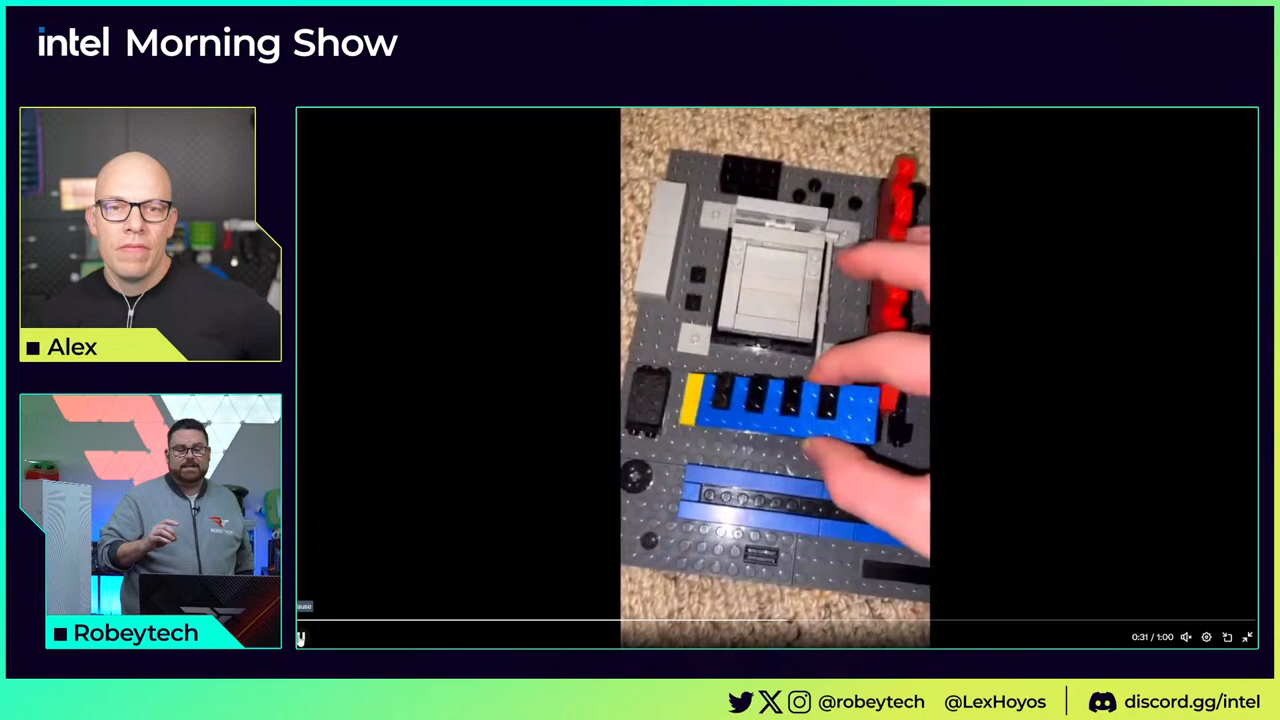 intel Morning Show
Alex
Robeytech
0:31 / 1:00
@robeytech
@LexHoyos
discord.gg/intel